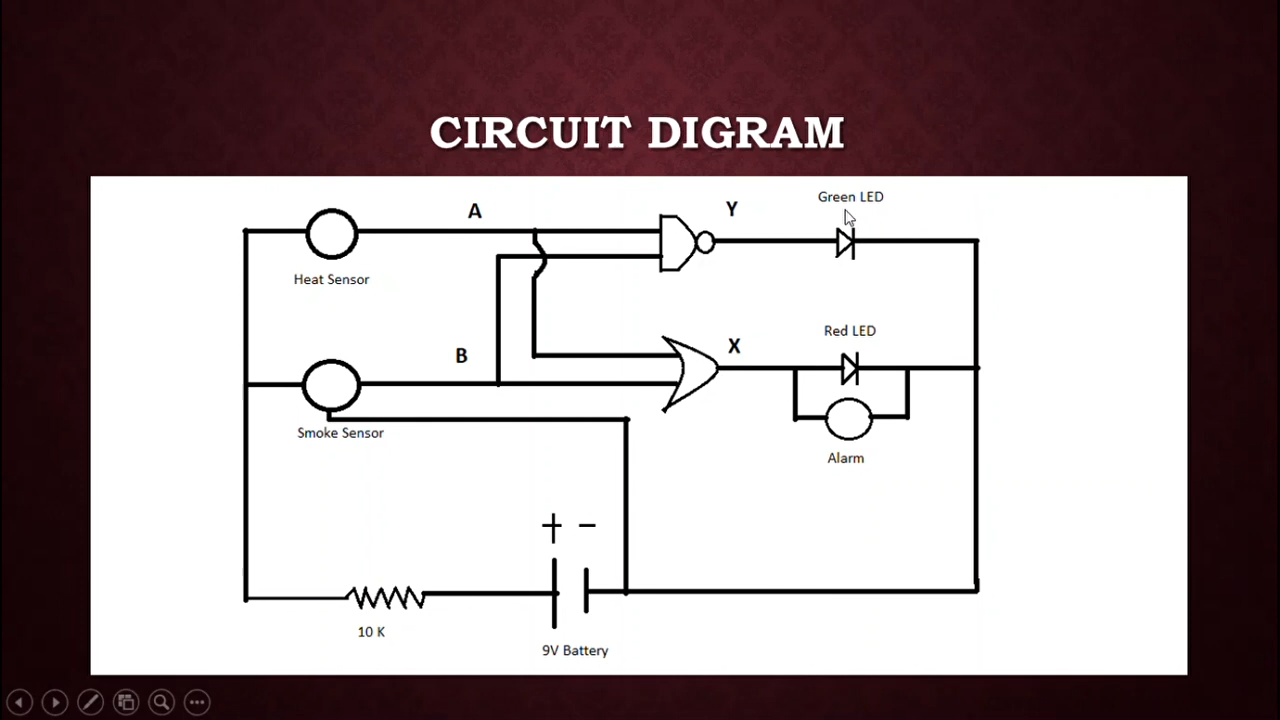 CIRCUIT DIGRAM
Green LED
A
Y
Heat Sensor
Red LED
B
X
Smoke Sensor
Alarm
+ −
10 K
9V Battery